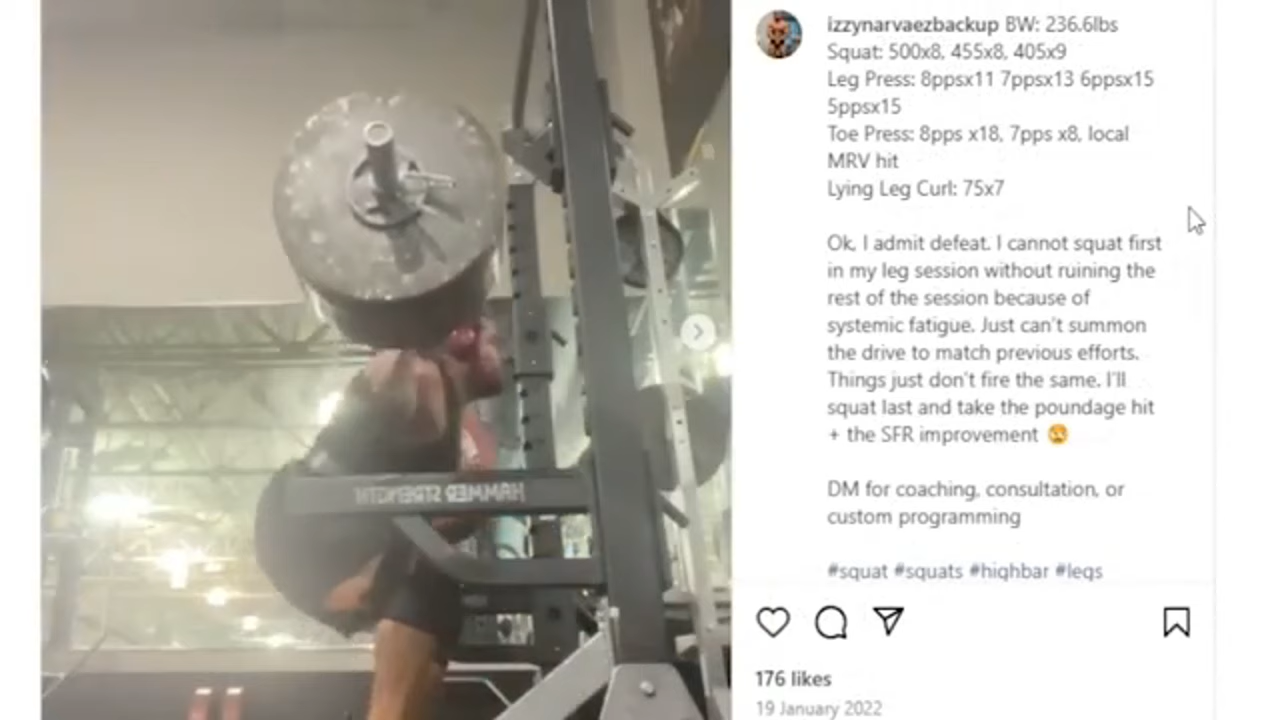 izzynarvaezbackup BW: 236.6lbs
Squat: 500x8, 455x8, 405x9
Leg Press: 8ppsx11 7ppsx13 6ppsx15
5ppsx15
Toe Press: 8pps x18, 7pps x8, local
MRV hit
Lying Leg Curl: 75x7
Ok, I admit defeat. I cannot squat first
in my leg session without ruining the
rest of the session because of
systemic fatigue. Just can't summon
the drive to match previous efforts.
Things just don't fire the same. I'll
squat last and take the poundage hit
+ the SFR improvement 😢
DM for coaching, consultation, or
custom programming
#squat #squats #highbar #legs
176 likes
19 January 2022
HAMMER STRENGTH